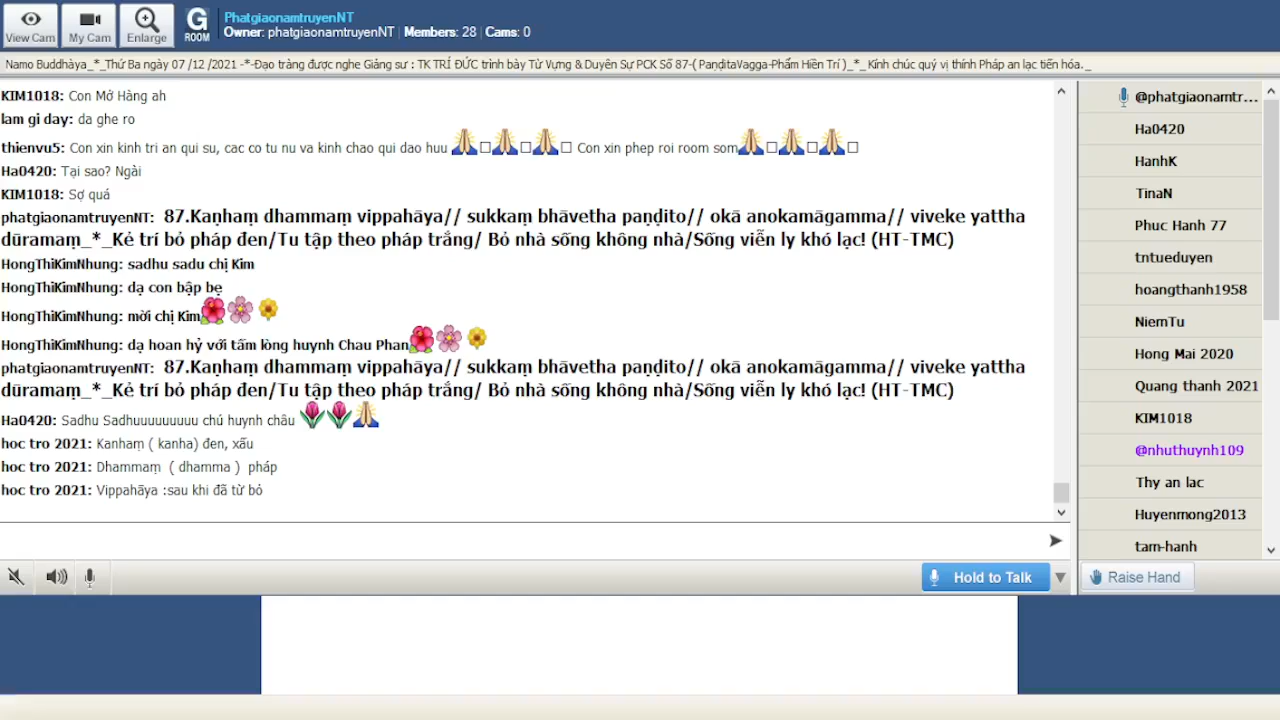 View Cam
My Cam
Enlarge
G
ROOM
PhatgiaonamtruyenNT
Owner: phatgiaonamtruyenNT | Members: 28 | Cams: 0
Namo Buddhàya_*_Thứ Ba ngày 07 /12 /2021 -*-Đạo tràng được nghe Giảng sư : TK TRÍ ĐỨC trình bày Từ Vựng & Duyên Sự PCK Số 87-( PaṇḍitaVagga-Phẩm Hiền Trí )_*_ Kính chúc quý vị thính Pháp an lạc tiến hóa._
KIM1018: Con Mở Hàng ah
lam gi day: da ghe ro
thienvu5: Con xin kinh tri an qui su, cac co tu nu va kinh chao qui dao huu 🙏□🙏□🙏□ Con xin phep roi room som🙏□🙏□🙏□
Ha0420: Tại sao? Ngài
KIM1018: Sợ quá
phatgiaonamtruyenNT: 87.Kaṇhaṃ dhammaṃ vippahāya// sukkaṃ bhāvetha paṇḍito// okā anokamāgamma// viveke yattha
dūramaṃ_*_Kẻ trí bỏ pháp đen/Tu tập theo pháp trắng/ Bỏ nhà sống không nhà/Sống viễn ly khó lạc! (HT-TMC)
HongThiKimNhung: sadhu sadu chị Kim
HongThiKimNhung: dạ con bập bẹ
HongThiKimNhung: mời chị Kim🌺🌸🌼
HongThiKimNhung: dạ hoan hỷ với tấm lòng huynh Chau Phan🌺🌸🌼
phatgiaonamtruyenNT: 87.Kaṇhaṃ dhammaṃ vippahāya// sukkaṃ bhāvetha paṇḍito// okā anokamāgamma// viveke yattha
dūramaṃ_*_Kẻ trí bỏ pháp đen/Tu tập theo pháp trắng/ Bỏ nhà sống không nhà/Sống viễn ly khó lạc! (HT-TMC)
Ha0420: Sadhu Sadhuuuuuuuuu chú huynh châu 🌷🌷🙏
hoc tro 2021: Kanhaṃ ( kanha) đen, xấu
hoc tro 2021: Dhammaṃ ( dhamma ) pháp
hoc tro 2021: Vippahāya :sau khi đã từ bỏ
@phatgiaonamtr...
Ha0420
HanhK
TinaN
Phuc Hanh 77
tntueduyen
hoangthanh1958
NiemTu
Hong Mai 2020
Quang thanh 2021
KIM1018
@nhuthuynh109
Thy an lac
Huyenmong2013
tam-hanh
Hold to Talk
Raise Hand